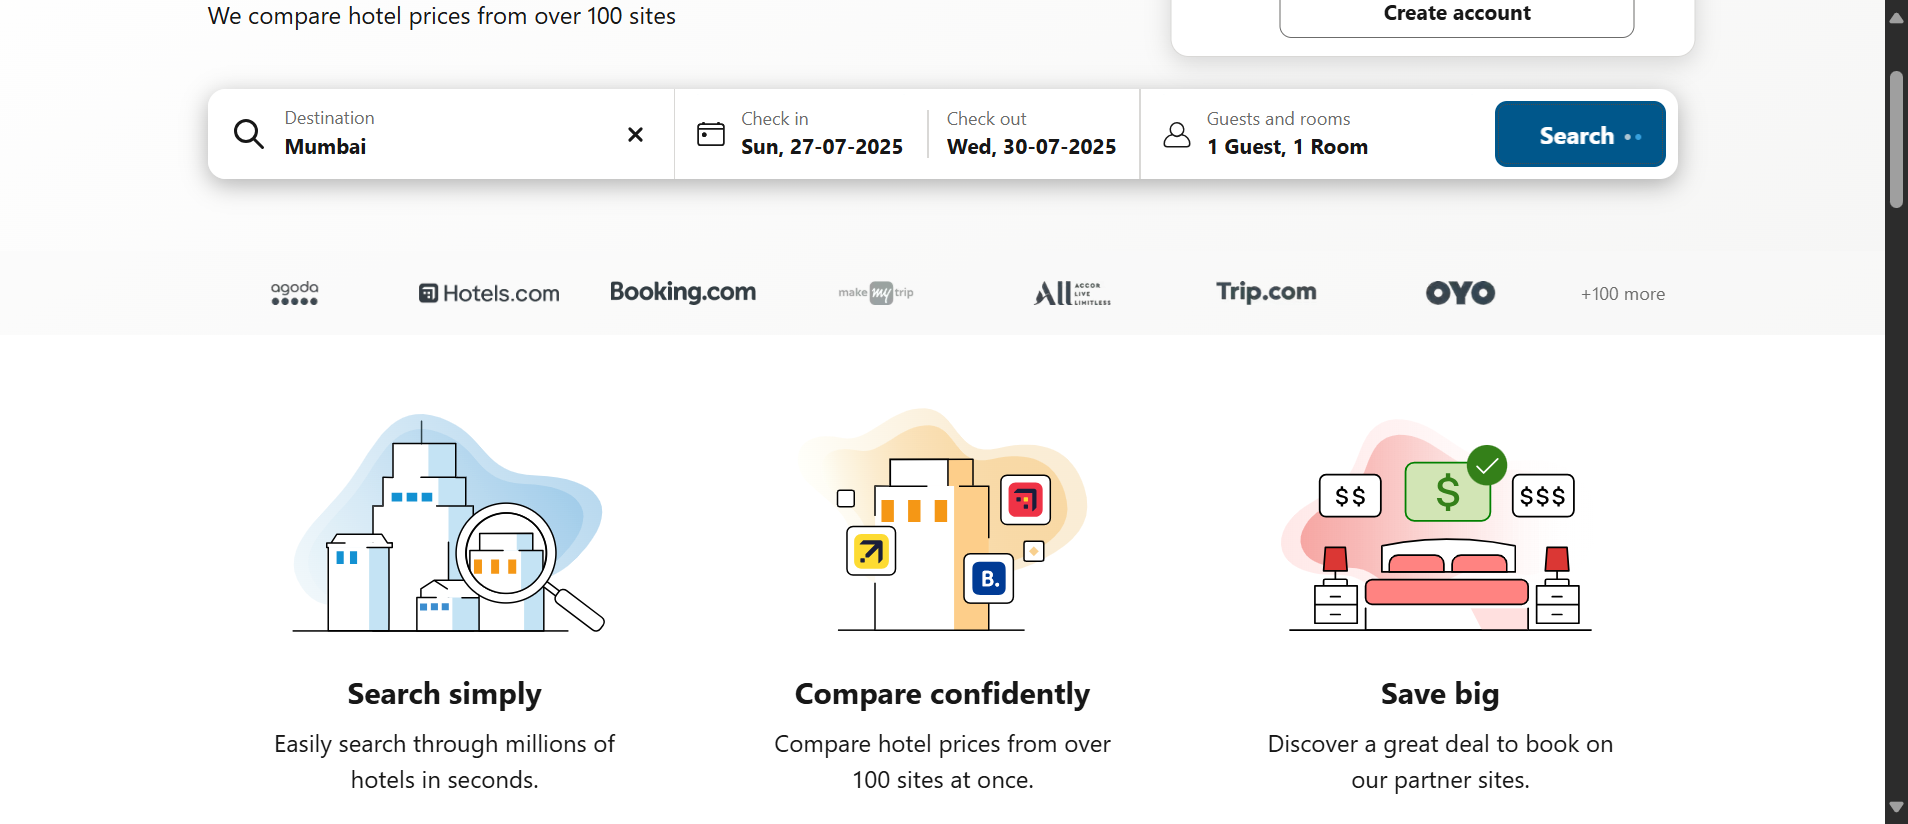 We compare hotel prices from over 100 sites
Create account
Destination
Mumbai
Check in
Sun, 27-07-2025
Check out
Wed, 30-07-2025
Guests and rooms
1 Guest, 1 Room
Search
agoda
Hotels.com
Booking.com
make my trip
All ACCOR
LIVE
LIMITLESS
Trip.com
OYO
+100 more
B.
$$
$
$$$
Search simply
Easily search through millions of
hotels in seconds.
Compare confidently
Compare hotel prices from over
100 sites at once.
Save big
Discover a great deal to book on
our partner sites.